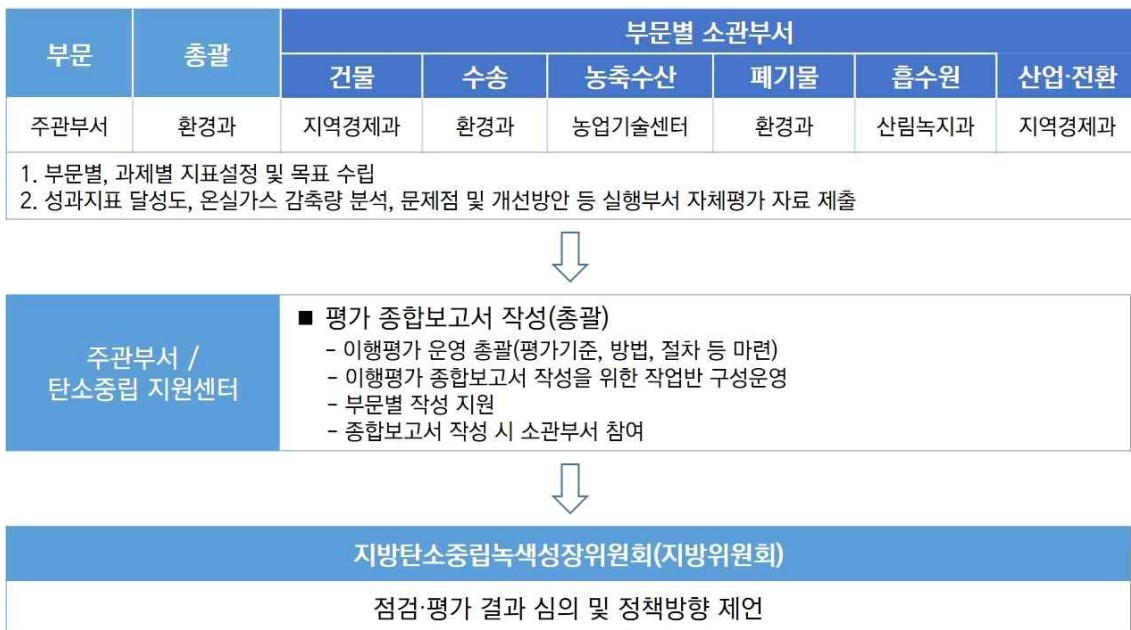 부문 총괄 부문별 소관부서
건물 수송 농축수산 폐기물 흡수원 산업·전환
주관부서 환경과 지역경제과 환경과 농업기술센터 환경과 산림녹지과 지역경제과
1. 부문별, 과제별 지표설정 및 목표 수립
2. 성과지표 달성도, 온실가스 감축량 분석, 문제점 및 개선방안 등 실행부서 자체평가 자료 제출
주관부서 /
탄소중립 지원센터
■ 평가 종합보고서 작성(총괄)
- 이행평가 운영 총괄(평가기준, 방법, 절차 등 마련)
- 이행평가 종합보고서 작성을 위한 작업반 구성운영
- 부문별 작성 지원
- 종합보고서 작성 시 소관부서 참여
지방탄소중립녹색성장위원회(지방위원회)
점검·평가 결과 심의 및 정책방향 제언